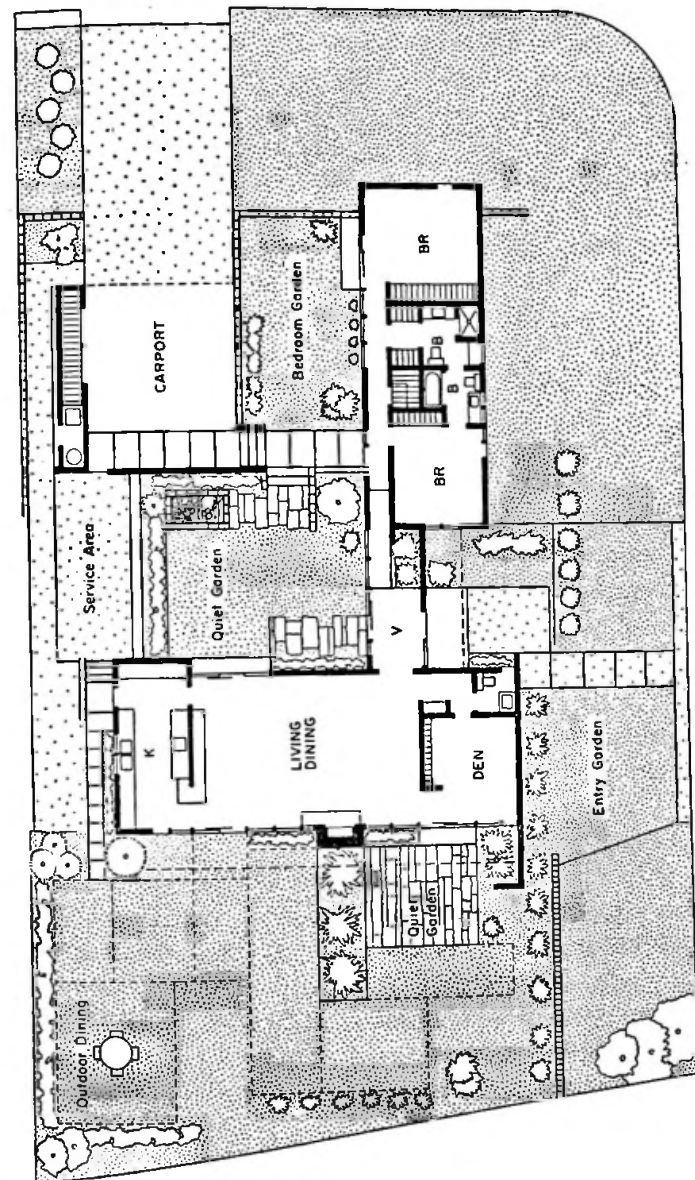 CARPORT
Bedroom Garden
BR
B
B
BR
Service Area
Quiet Garden
V
K
LIVING
DINING
DEN
Entry Garden
Quiet
Garden
Outdoor Dining